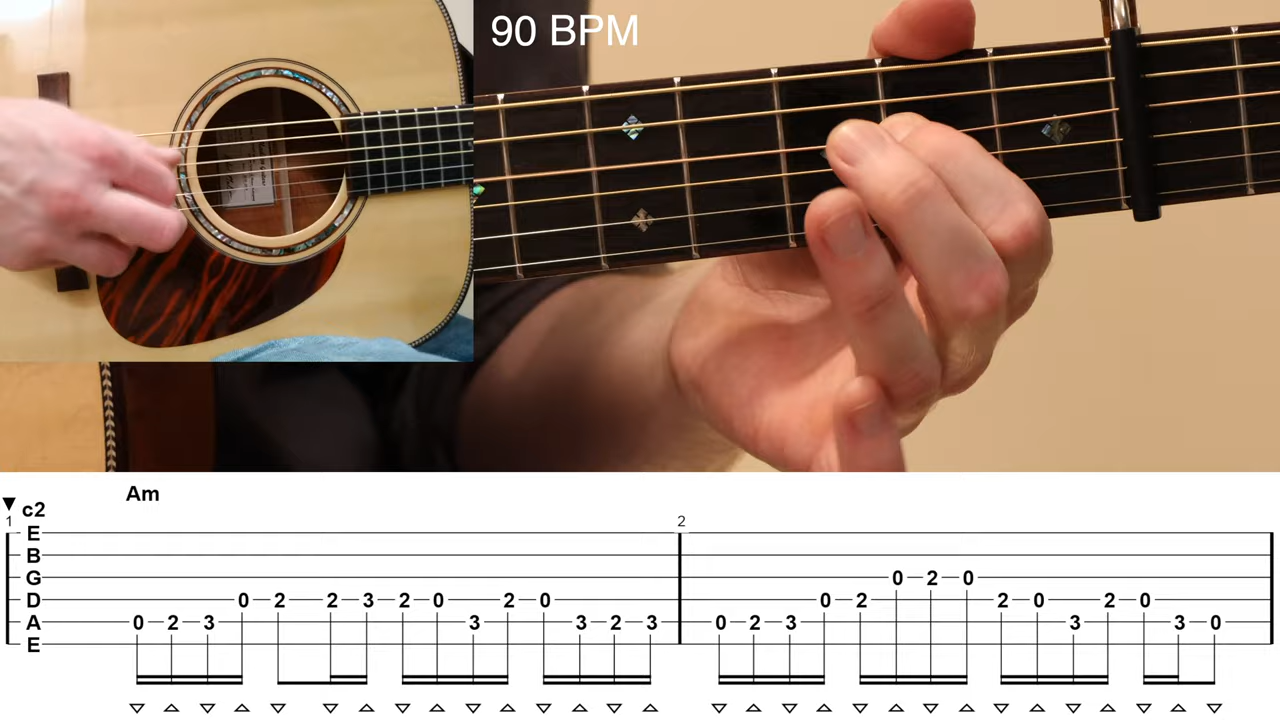 90 BPM
Am
c2
1 2
E
B
G 0 2 0
D 0 2 2 3 2 0 2 0 0 2 2 0 2 0
A 0 2 3 3 3 2 3 0 2 3 3 3 0
E